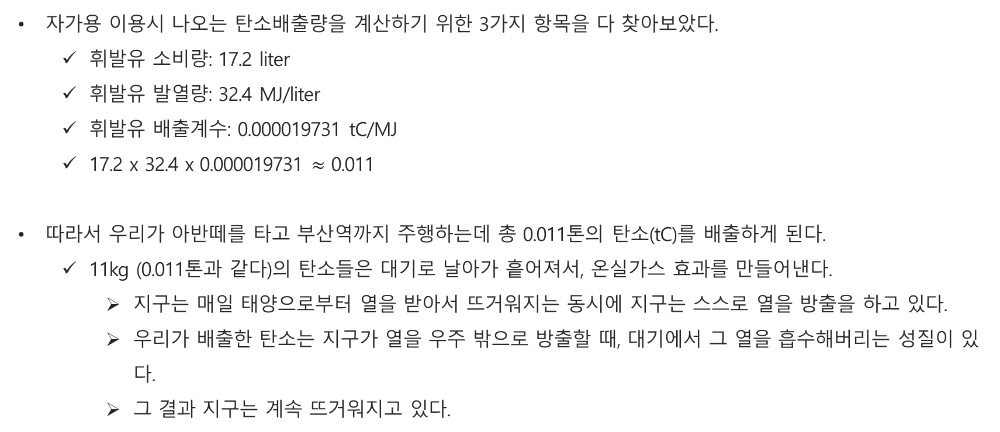 • 자가용 이용시 나오는 탄소배출량을 계산하기 위한 3가지 항목을 다 찾아보았다.
✓ 휘발유 소비량: 17.2 liter
✓ 휘발유 발열량: 32.4 MJ/liter
✓ 휘발유 배출계수: 0.000019731 tC/MJ
✓ 17.2 x 32.4 x 0.000019731 ≈ 0.011
• 따라서 우리가 아반떼를 타고 부산역까지 주행하는데 총 0.011톤의 탄소(tC)를 배출하게 된다.
✓ 11kg (0.011톤과 같다)의 탄소들은 대기로 날아가 흩어져서, 온실가스 효과를 만들어낸다.
➢ 지구는 매일 태양으로부터 열을 받아서 뜨거워지는 동시에 지구는 스스로 열을 방출을 하고 있다.
➢ 우리가 배출한 탄소는 지구가 열을 우주 밖으로 방출할 때, 대기에서 그 열을 흡수해버리는 성질이 있
다.
➢ 그 결과 지구는 계속 뜨거워지고 있다.